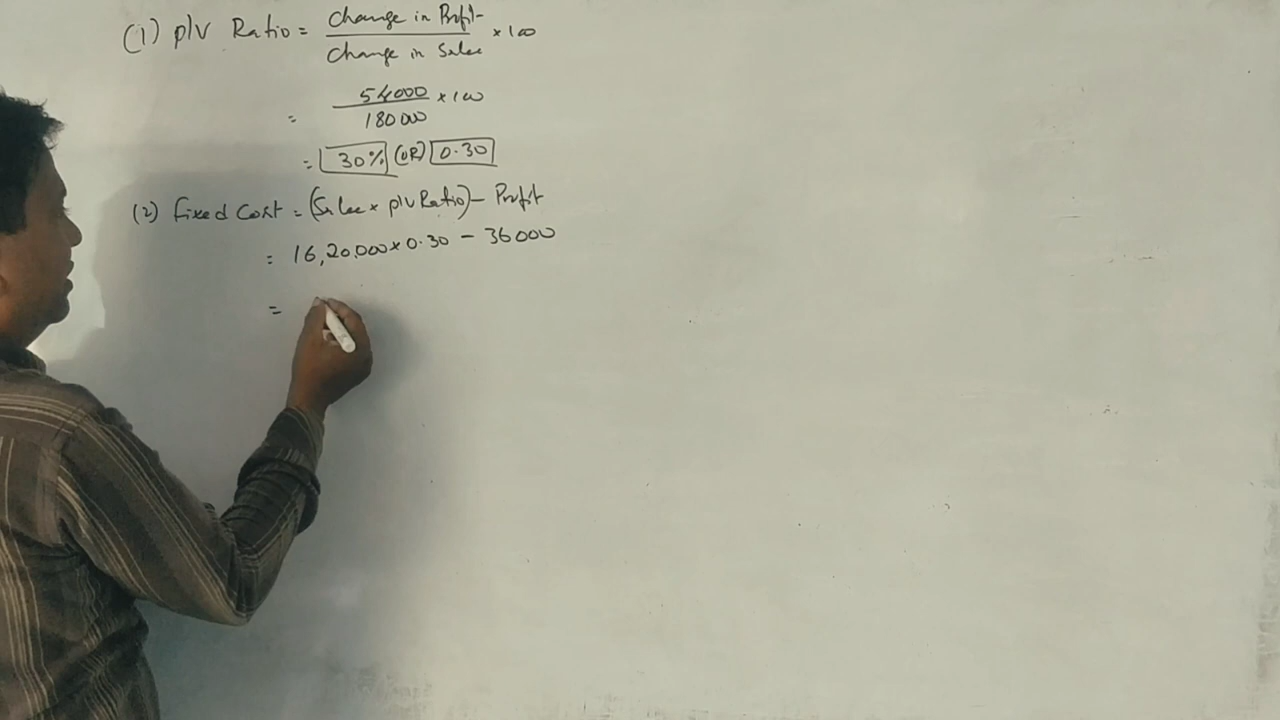 (1) P/V Ratio = Change in Profit / Change in Sales × 100
= 54000 / 180000 × 100
= 30% (OR) 0.30
(2) Fixed Cost = (Sales × P/V Ratio) - Profit
= 16,20,000 × 0.30 - 36000
=